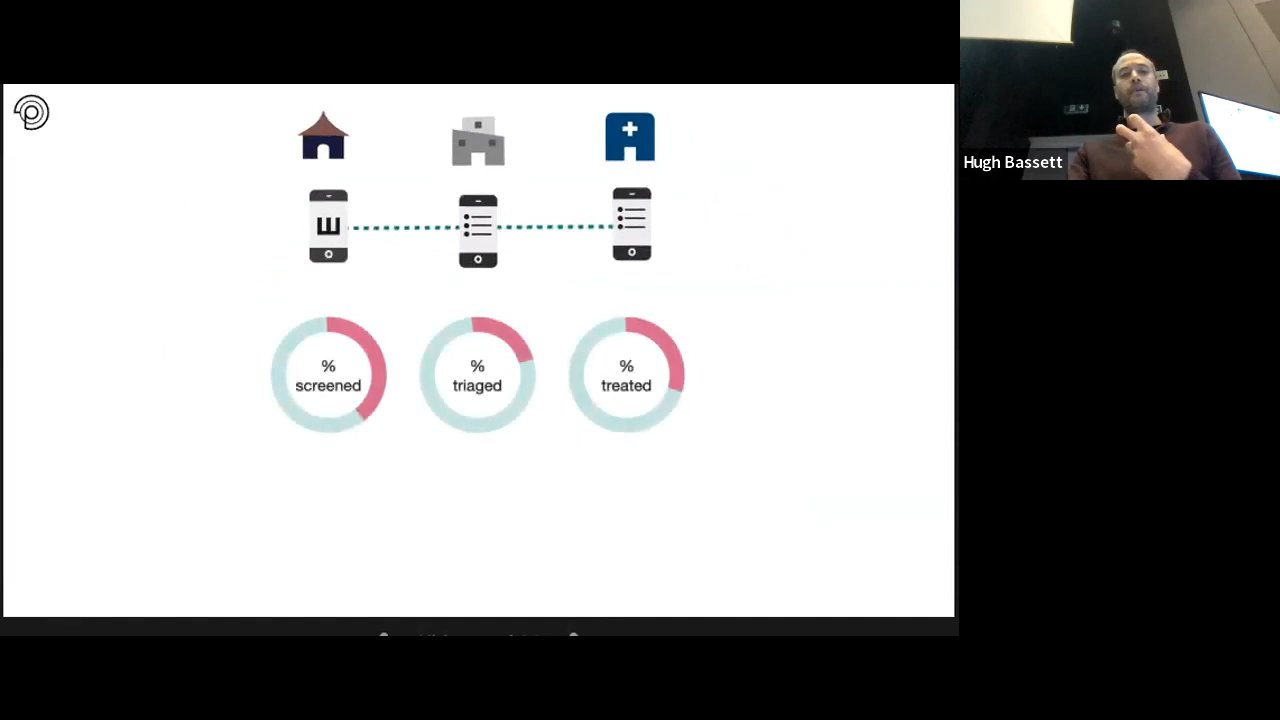 %
screened
%
triaged
%
treated
Hugh Bassett